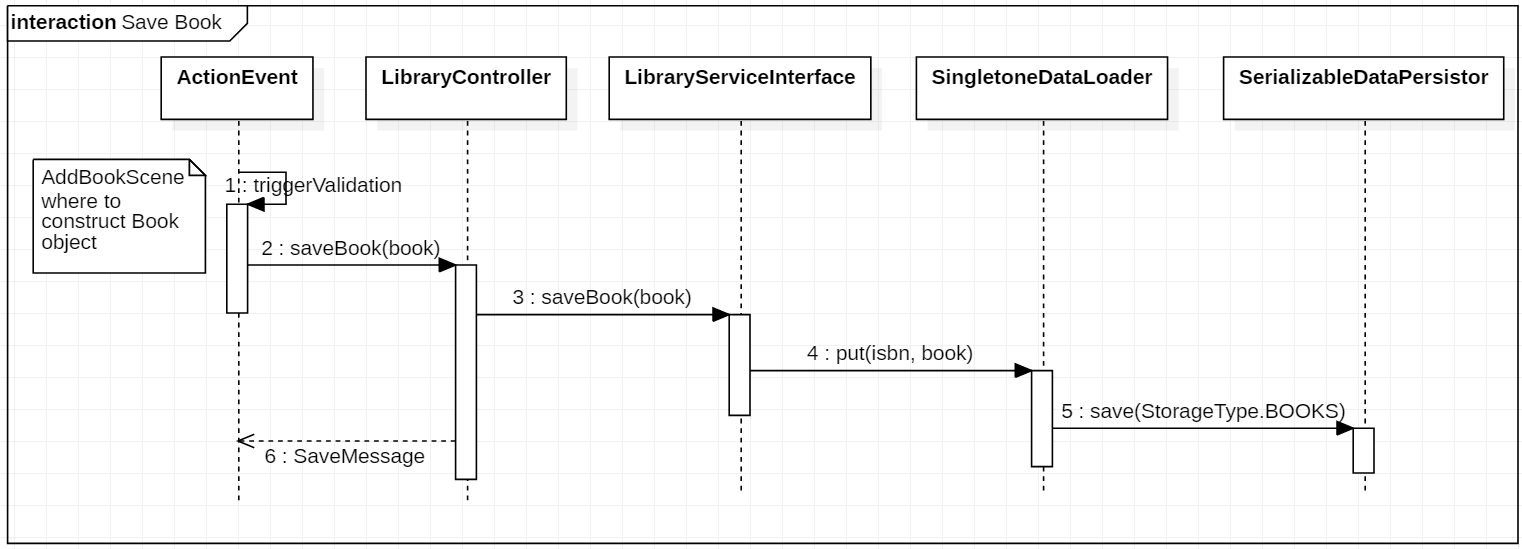 interaction Save Book
ActionEvent
LibraryController
LibraryServiceInterface
SingletoneDataLoader
SerializableDataPersistor
AddBookScene
where to
construct Book
object
1 : triggerValidation
2 : saveBook(book)
3 : saveBook(book)
4 : put(isbn, book)
5 : save(StorageType.BOOKS)
6 : SaveMessage